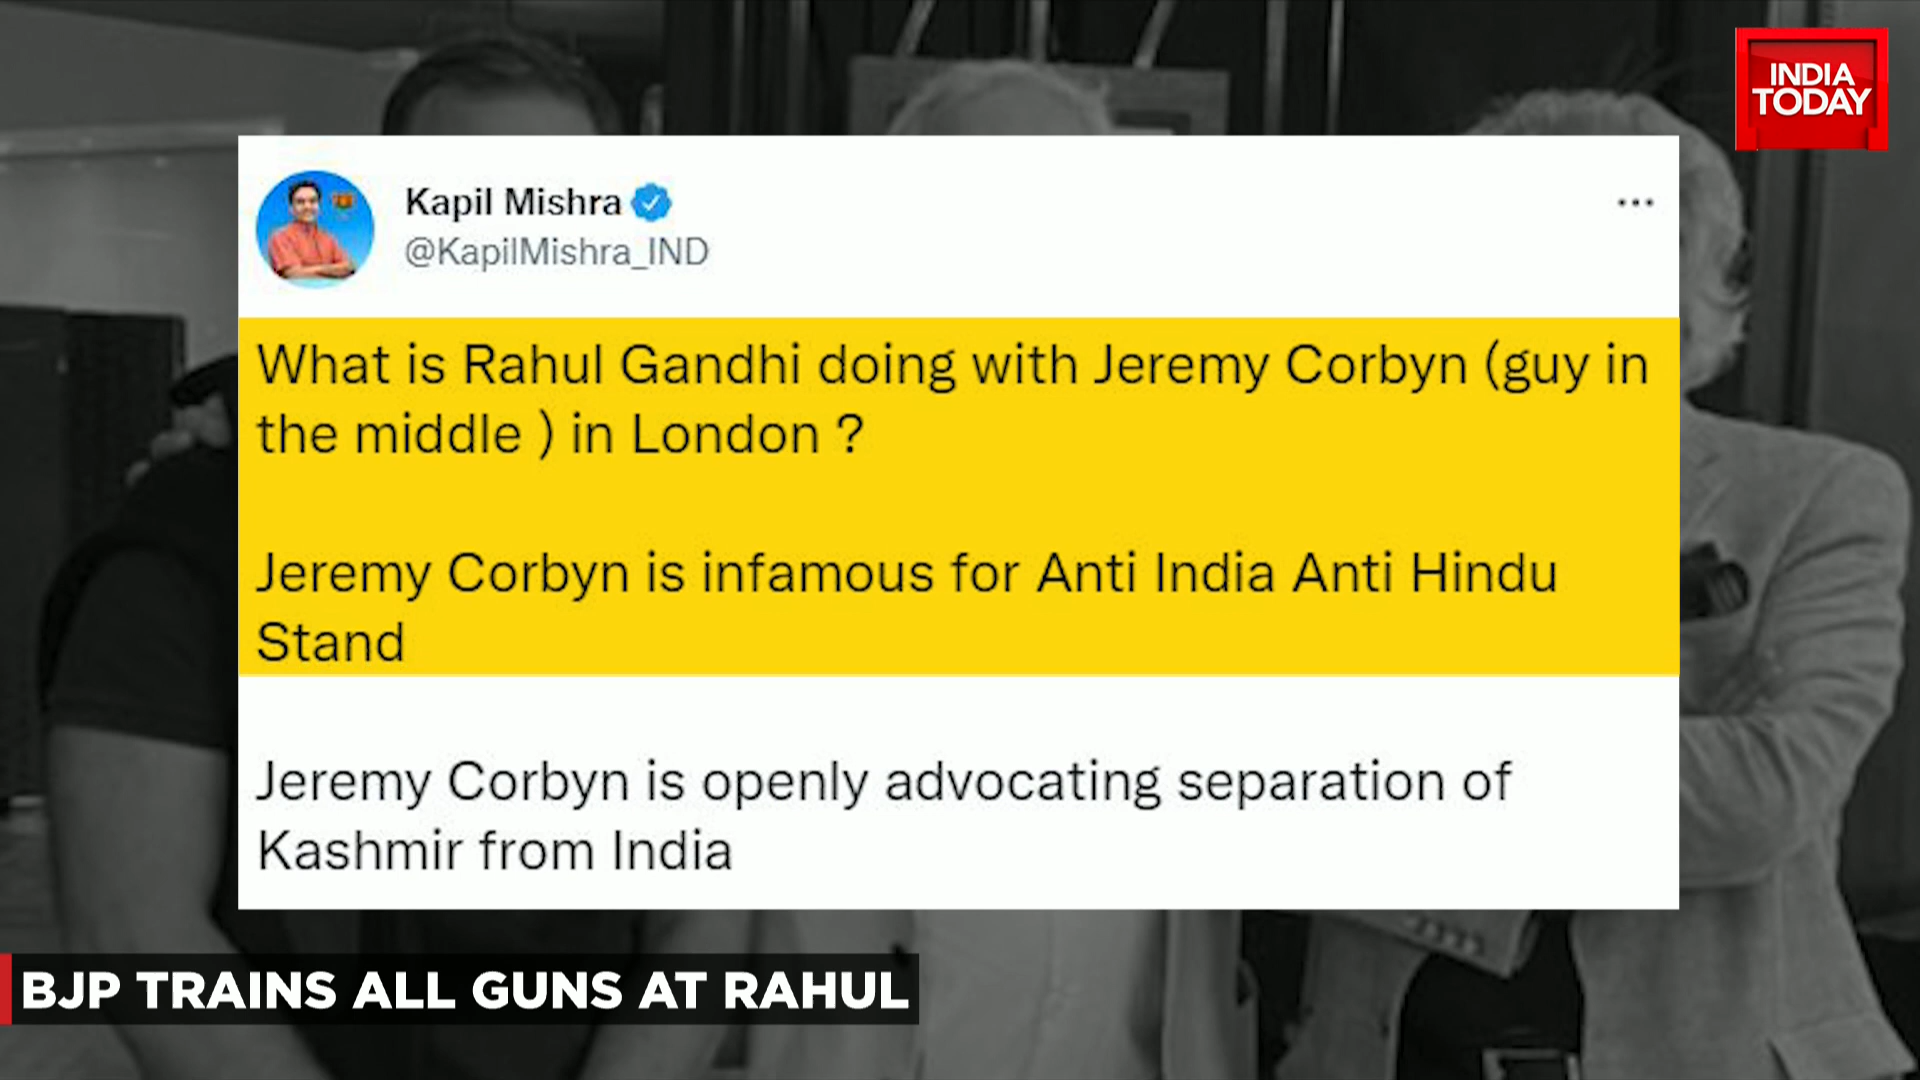 INDIA
TODAY
Kapil Mishra
@KapilMishra_IND
What is Rahul Gandhi doing with Jeremy Corbyn (guy in
the middle ) in London ?
Jeremy Corbyn is infamous for Anti India Anti Hindu
Stand
Jeremy Corbyn is openly advocating separation of
Kashmir from India
BJP TRAINS ALL GUNS AT RAHUL